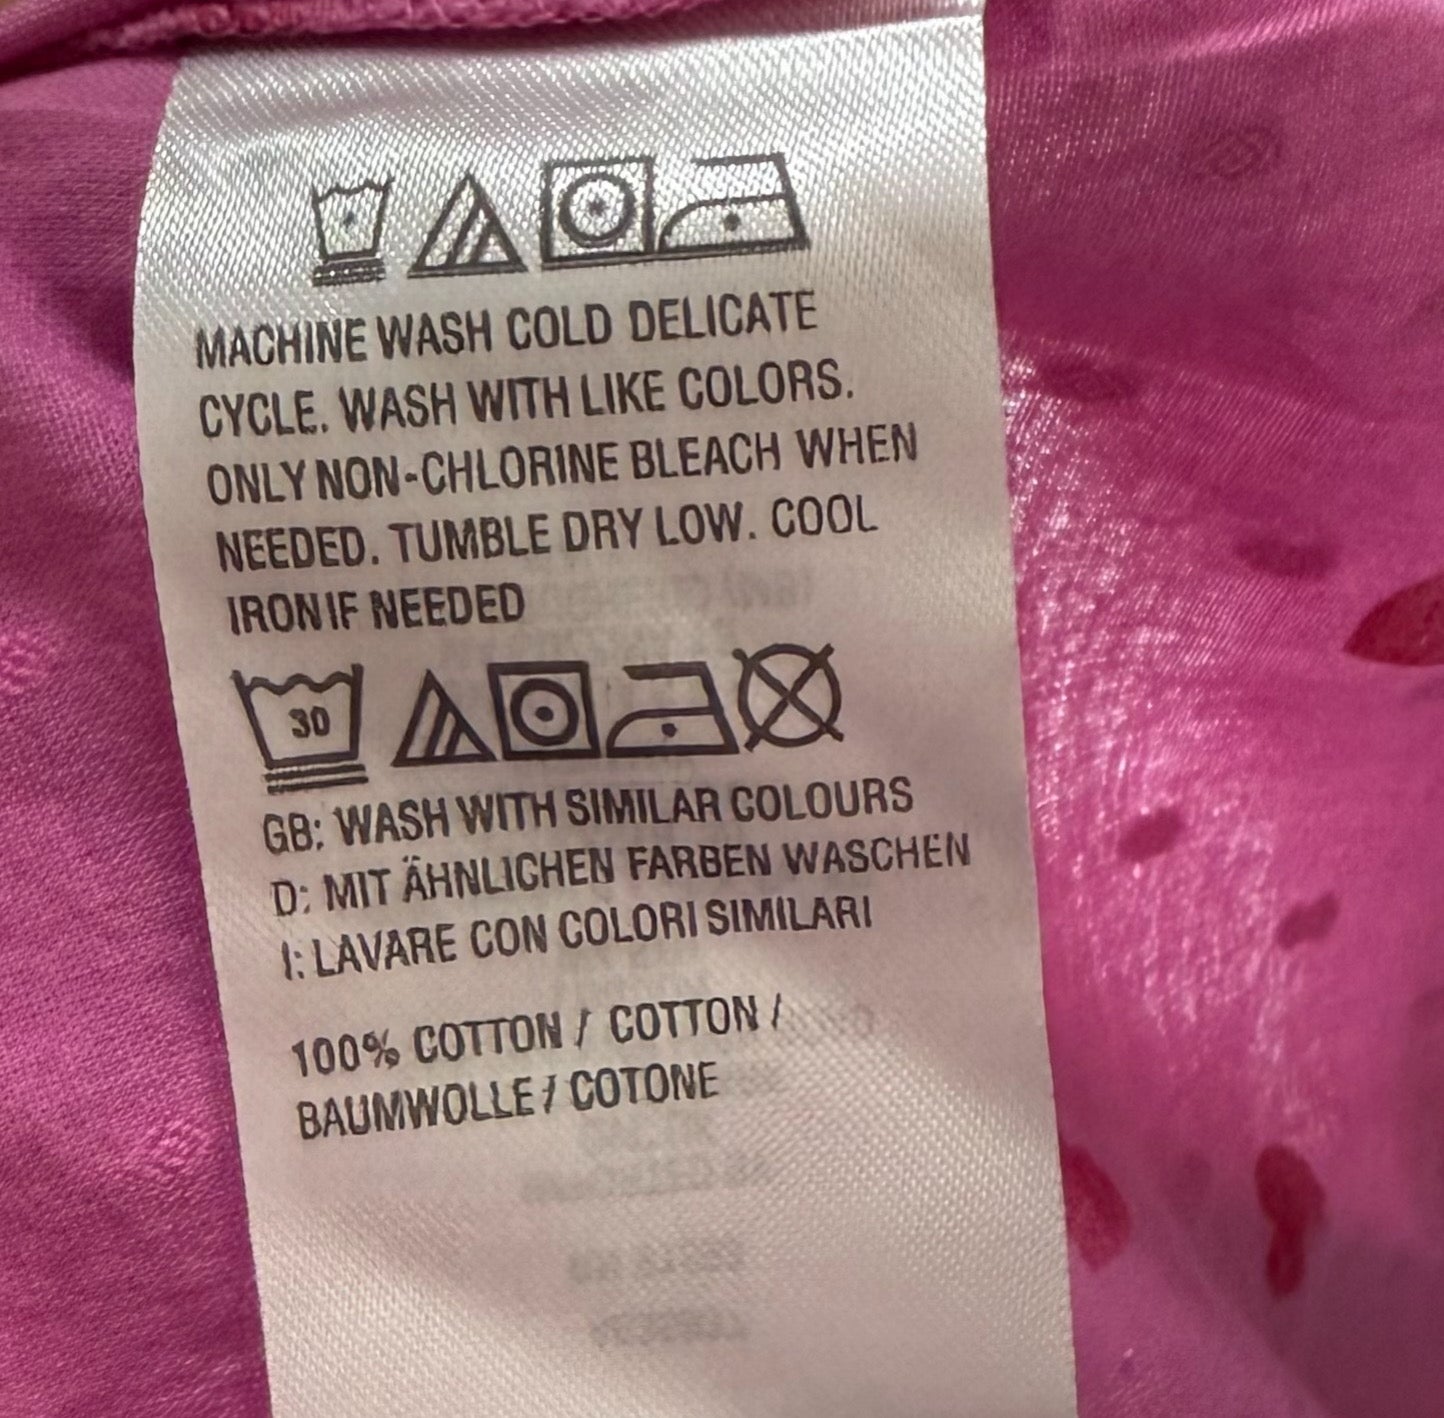 MACHINE WASH COLD DELICATE
CYCLE. WASH WITH LIKE COLORS.
ONLY NON-CHLORINE BLEACH WHEN
NEEDED. TUMBLE DRY LOW. COOL
IRON IF NEEDED
30
GB: WASH WITH SIMILAR COLOURS
D: MIT ÄHNLICHEN FARBEN WASCHEN
I: LAVARE CON COLORI SIMILARI
100% COTTON / COTTON /
BAUMWOLLE / COTONE